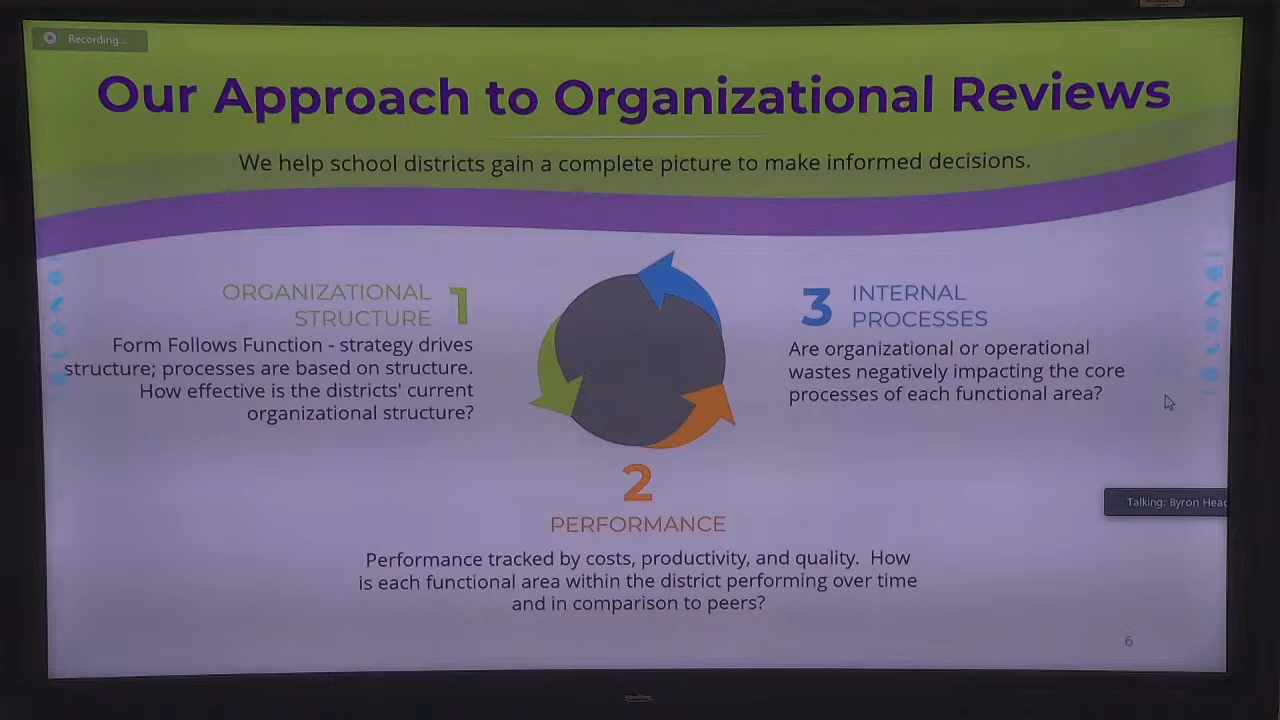 Recording...
Our Approach to Organizational Reviews
We help school districts gain a complete picture to make informed decisions.
ORGANIZATIONAL
STRUCTURE
1
Form Follows Function - strategy drives
structure; processes are based on structure.
How effective is the districts' current
organizational structure?
3
INTERNAL
PROCESSES
Are organizational or operational
wastes negatively impacting the core
processes of each functional area?
Talking: Byron Head
2
PERFORMANCE
Performance tracked by costs, productivity, and quality. How
is each functional area within the district performing over time
and in comparison to peers?
6